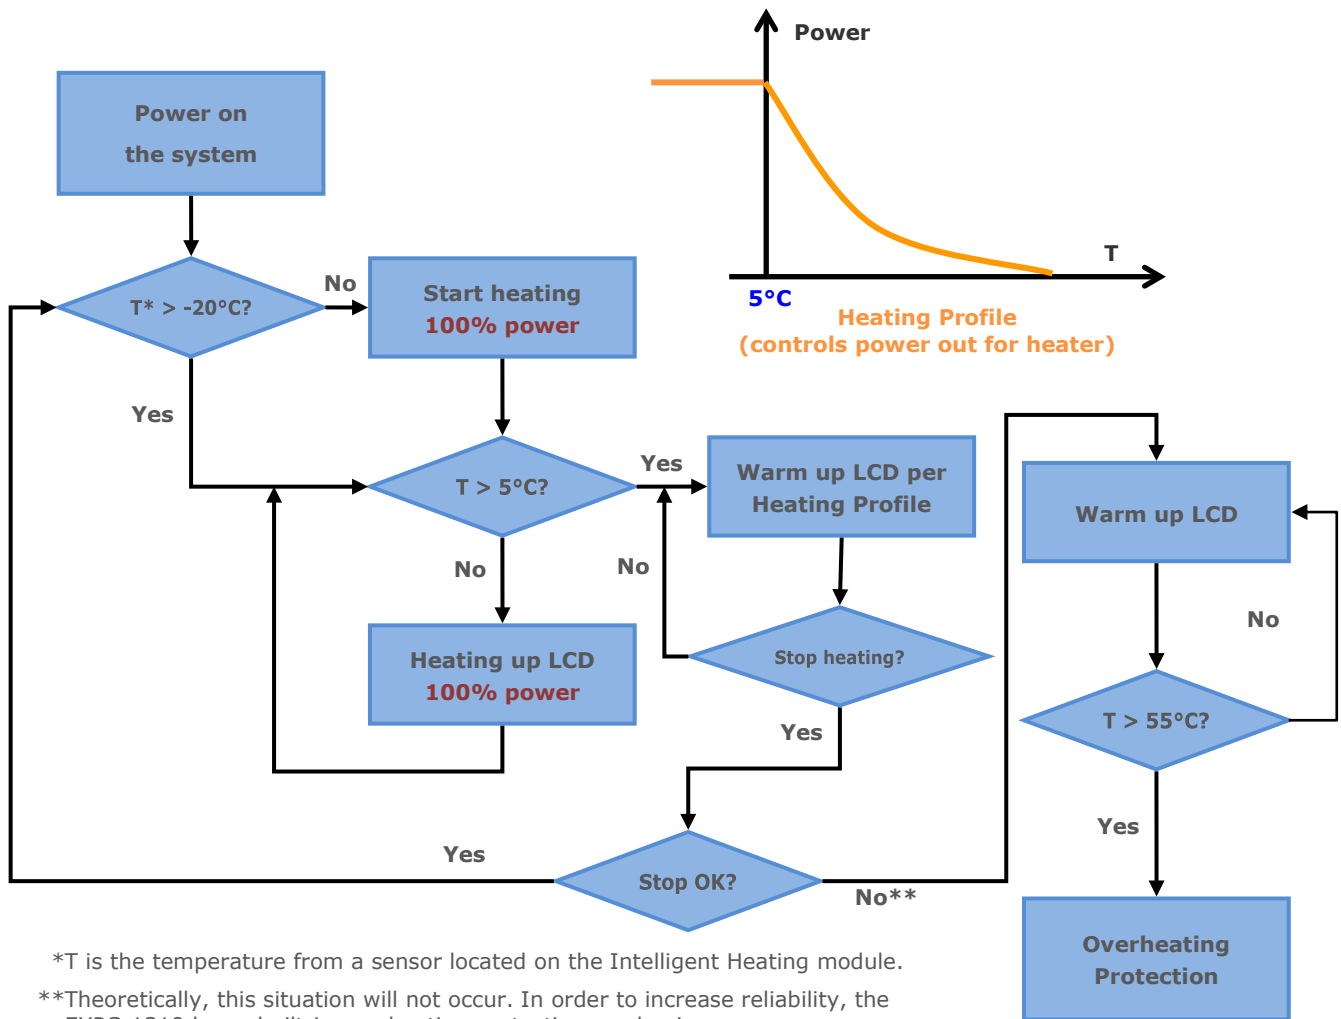 Power
Power on
the system
T
5°C
Heating Profile
(controls power out for heater)
T* > -20°C?
No
Start heating
100% power
Yes
T > 5°C?
Yes
Warm up LCD per
Heating Profile
Warm up LCD
No
No
Heating up LCD
100% power
Stop heating?
No
T > 55°C?
Yes
Yes
Yes
Stop OK?
No**
Overheating
Protection
*T is the temperature from a sensor located on the Intelligent Heating module.
**Theoretically, this situation will not occur. In order to increase reliability, the